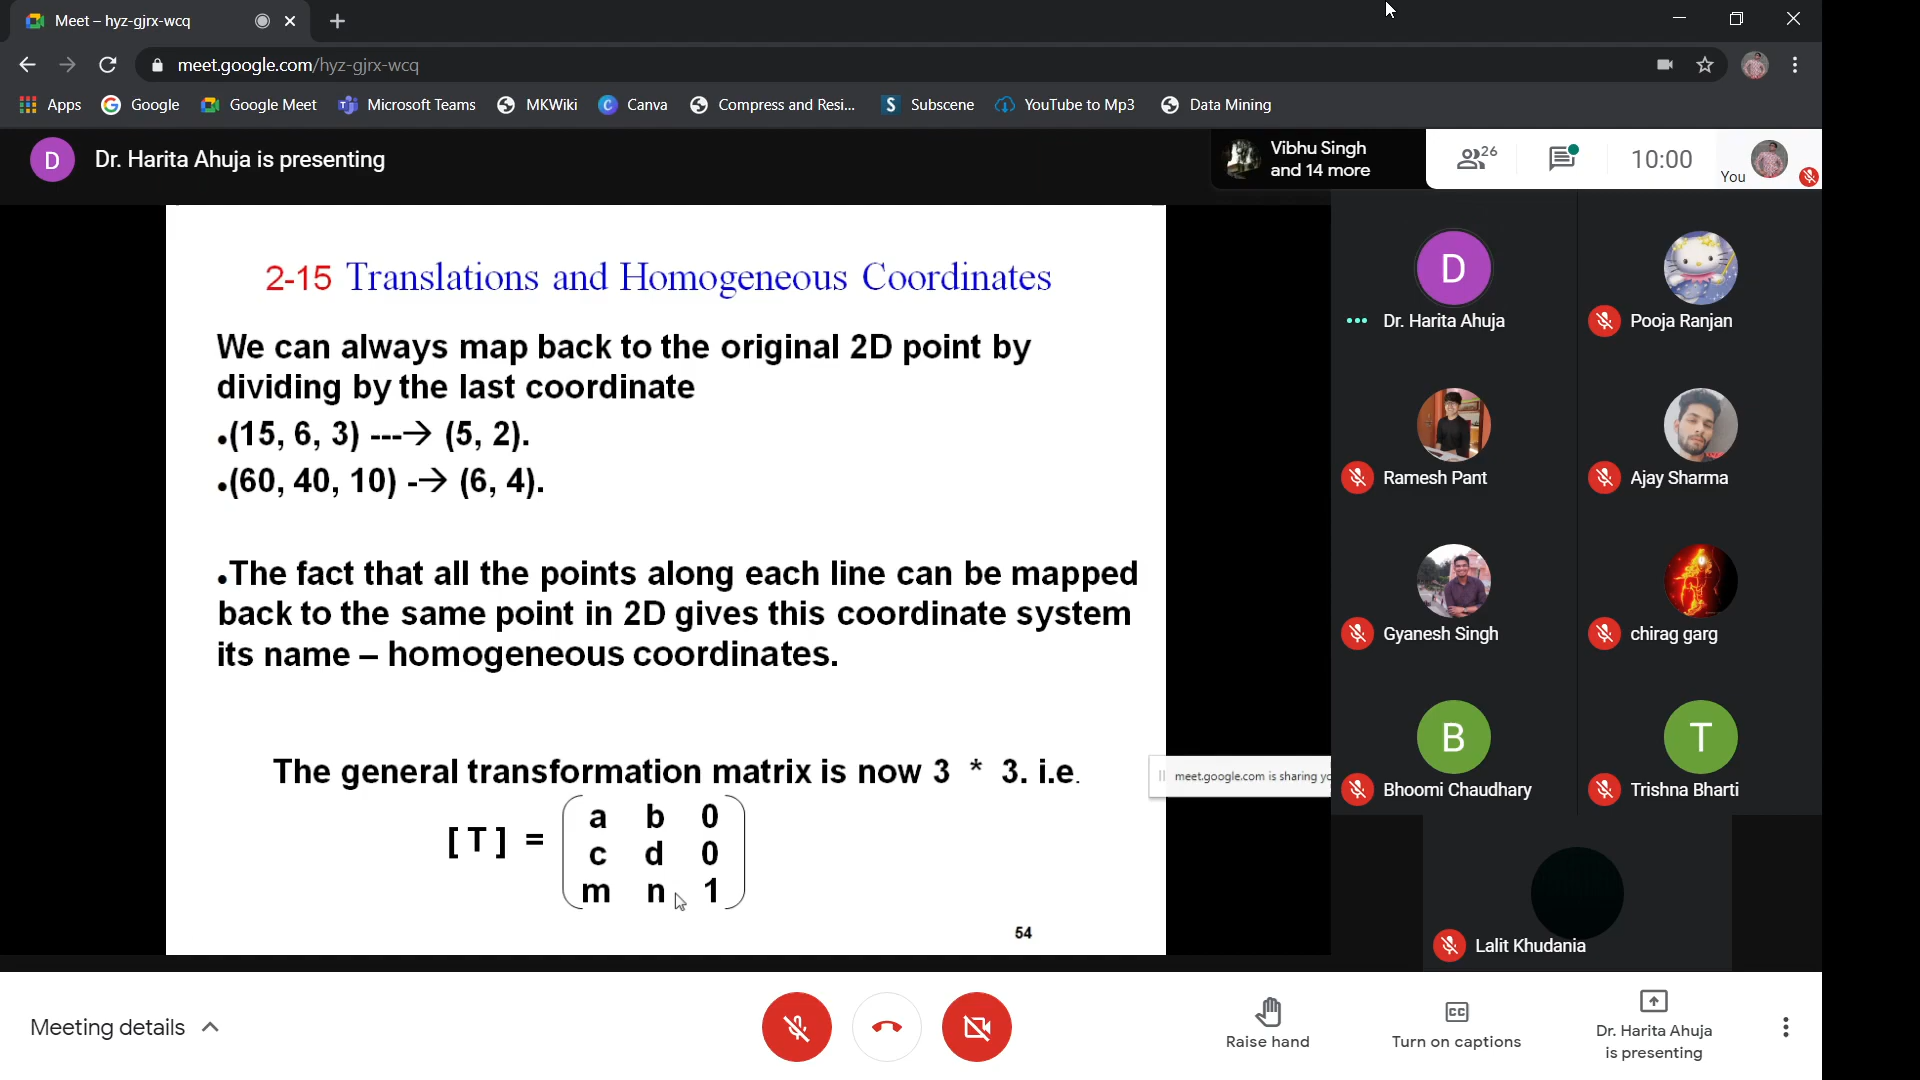 Meet – hyz-gjrx-wcq
meet.google.com/hyz-gjrx-wcq
Apps Google Google Meet Microsoft Teams MKWiki Canva Compress and Resi... Subscene YouTube to Mp3 Data Mining
D Dr. Harita Ahuja is presenting
Vibhu Singh
and 14 more
26
10:00
You
2-15 Translations and Homogeneous Coordinates
We can always map back to the original 2D point by
dividing by the last coordinate
•(15, 6, 3) ---→ (5, 2).
•(60, 40, 10) -→ (6, 4).
•The fact that all the points along each line can be mapped
back to the same point in 2D gives this coordinate system
its name – homogeneous coordinates.
The general transformation matrix is now 3 * 3. i.e.
[ T ] =
a b 0
c d 0
m n 1
54
meet.google.com is sharing yo
D
Dr. Harita Ahuja
Pooja Ranjan
Ramesh Pant
Ajay Sharma
Gyanesh Singh
chirag garg
B
Bhoomi Chaudhary
T
Trishna Bharti
Lalit Khudania
Meeting details
Raise hand
CC
Turn on captions
Dr. Harita Ahuja
is presenting